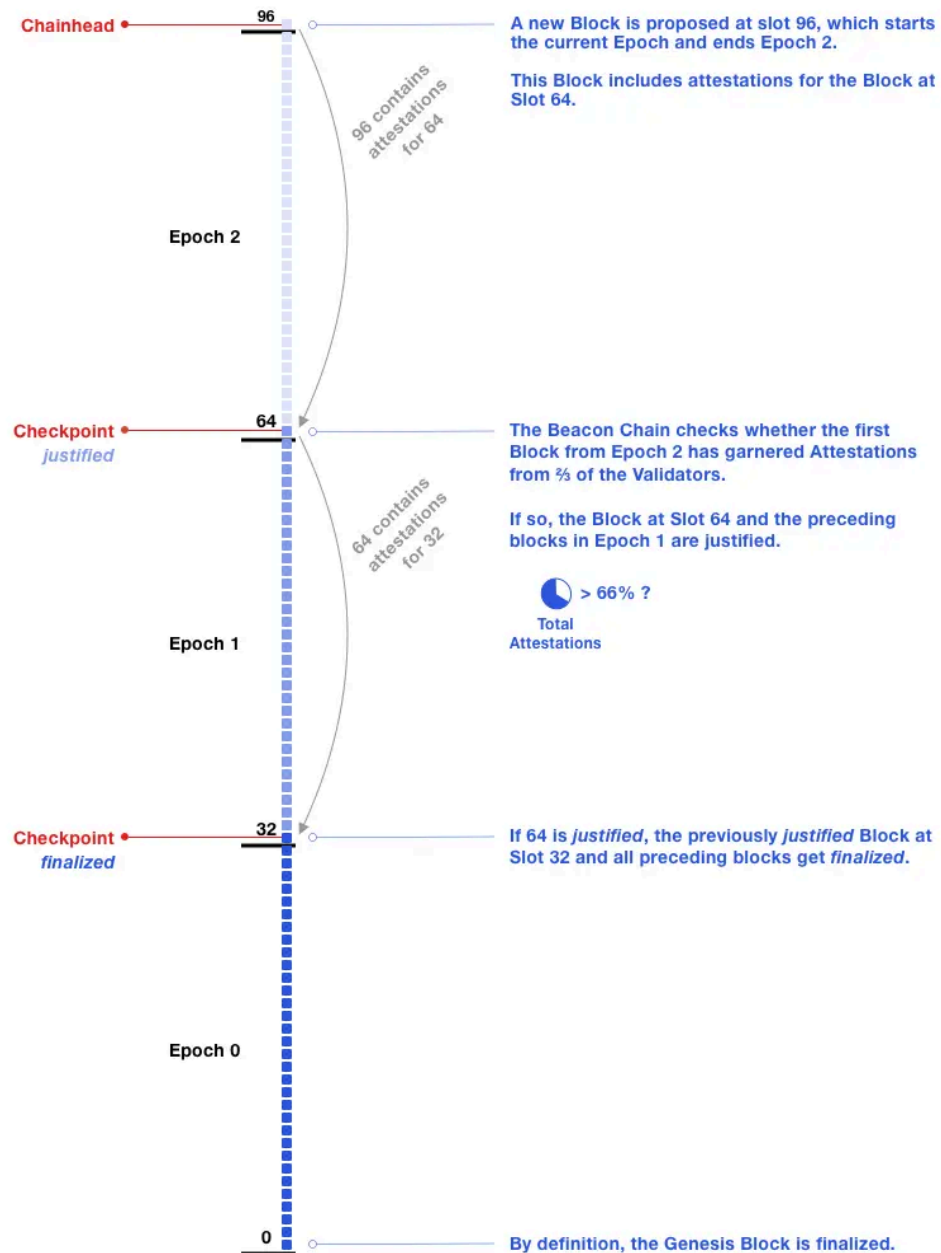 Chainhead
96
A new Block is proposed at slot 96, which starts
the current Epoch and ends Epoch 2.
This Block includes attestations for the Block at
Slot 64.
96 contains
attestations
for 64
Epoch 2
Checkpoint
justified
64
The Beacon Chain checks whether the first
Block from Epoch 2 has garnered Attestations
from ⅔ of the Validators.
If so, the Block at Slot 64 and the preceding
blocks in Epoch 1 are justified.
64 contains
attestations
for 32
> 66% ?
Total
Attestations
Epoch 1
Checkpoint
finalized
32
If 64 is justified, the previously justified Block at
Slot 32 and all preceding blocks get finalized.
Epoch 0
0
By definition, the Genesis Block is finalized.